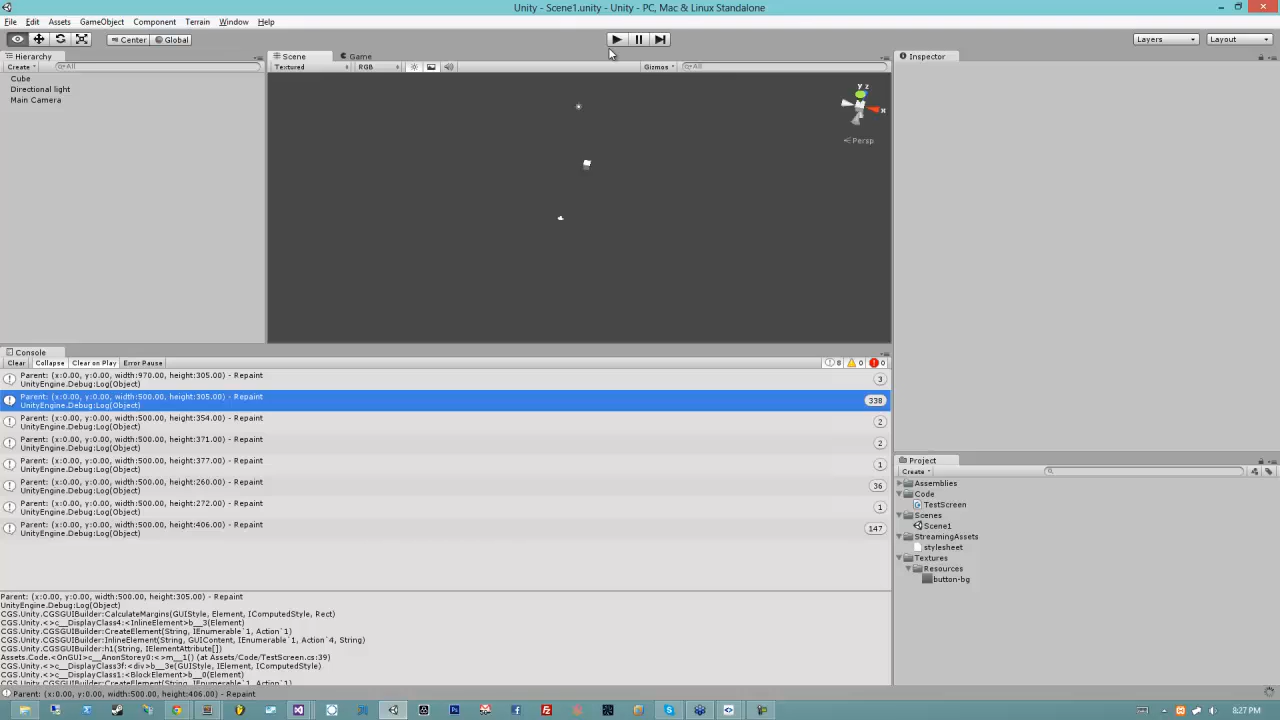 Unity - Scene1.unity - Unity - PC, Mac & Linux Standalone
File Edit Assets GameObject Component Terrain Window Help
Center Global Layers Layout
Hierarchy Scene Game Inspector
Create All Textured RGB Gizmos All
Cube
Directional light
Main Camera
y z
x
Persp
Console
Clear Collapse Clear on Play Error Pause 8 0 0
Parent: (x:0.00, y:0.00, width:970.00, height:305.00) - Repaint
UnityEngine.Debug:Log(Object) 3
Parent: (x:0.00, y:0.00, width:500.00, height:305.00) - Repaint
UnityEngine.Debug:Log(Object) 338
Parent: (x:0.00, y:0.00, width:500.00, height:354.00) - Repaint
UnityEngine.Debug:Log(Object) 2
Parent: (x:0.00, y:0.00, width:500.00, height:371.00) - Repaint
UnityEngine.Debug:Log(Object) 2
Parent: (x:0.00, y:0.00, width:500.00, height:377.00) - Repaint
UnityEngine.Debug:Log(Object) 1
Parent: (x:0.00, y:0.00, width:500.00, height:260.00) - Repaint
UnityEngine.Debug:Log(Object) 36
Parent: (x:0.00, y:0.00, width:500.00, height:272.00) - Repaint
UnityEngine.Debug:Log(Object) 1
Parent: (x:0.00, y:0.00, width:500.00, height:406.00) - Repaint
UnityEngine.Debug:Log(Object) 147
Parent: (x:0.00, y:0.00, width:500.00, height:305.00) - Repaint
UnityEngine.Debug:Log(Object)
CGS.Unity.CGSGUIBuilder:CalculateMargins(GUIStyle, Element, IComputedStyle, Rect)
CGS.Unity.<>c__DisplayClass4:<InlineElement>b__3(Element)
CGS.Unity.CGSGUIBuilder:CreateElement(String, IEnumerable`1, Action`1)
CGS.Unity.CGSGUIBuilder:InlineElement(String, GUIContent, IEnumerable`1, Action`4, String)
CGS.Unity.CGSGUIBuilder:h1(String, IElementAttribute[])
Assets.Code.<OnGUI>c__AnonStorey0:<>m__1() (at Assets/Code/TestScreen.cs:39)
CGS.Unity.<>c__DisplayClass3f:<div>b__3e(GUIStyle, IElement, IComputedStyle)
CGS.Unity.<>c__DisplayClass1:<BlockElement>b__0(Element)
CGS.Unity.CGSGUIBuilder:CreateElement(String, IEnumerable`1, Action`1)
Project
Create
Assemblies
Code
TestScreen
Scenes
Scene1
StreamingAssets
stylesheet
Textures
Resources
button-bg
Parent: (x:0.00, y:0.00, width:500.00, height:406.00) - Repaint
8:27 PM